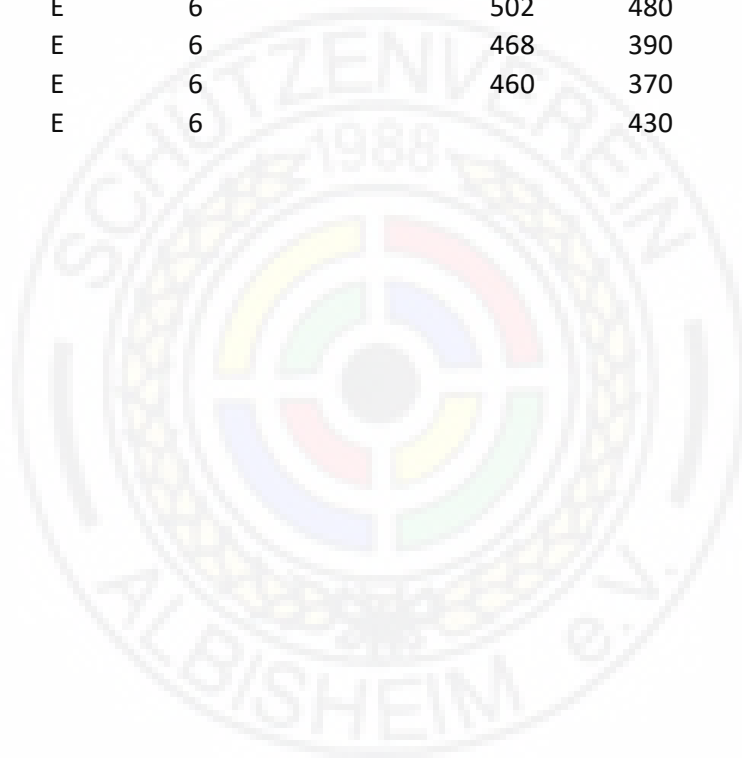 E 6 502 480
E 6 468 390
E 6 460 370
E 6 430
SCHÜTZENVEREIN
1988
ALBISHEIM e.V.